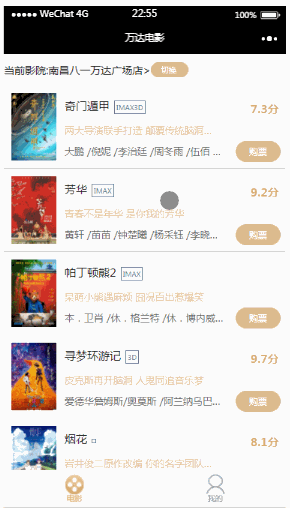 WeChat 4G 22:55 100%
万达电影
当前影院:南昌八一万达广场店> 切换
奇门遁甲 IMAX3D 7.3分
两大导演联手打造 颠覆传统脑洞...
大鹏 /倪妮 /李治廷 /周冬雨 /伍佰 ... 购票
芳华 IMAX 9.2分
青春不是年华 是你我的芳华
黄轩 /苗苗 /钟楚曦 /杨采钰 /李晓... 购票
帕丁顿熊2 IMAX
呆萌小熊遇麻烦 囧况百出惹爆笑
本．卫肖 /休．格兰特 /休．博内威... 购票
寻梦环游记 3D 9.7分
皮克斯再开脑洞 人鬼同追音乐梦
爱德华詹姆斯/奥莫斯 /阿兰纳乌巴... 购票
烟花 8.1分
岩井俊二原作改编 你的名字团队...
电影 我的